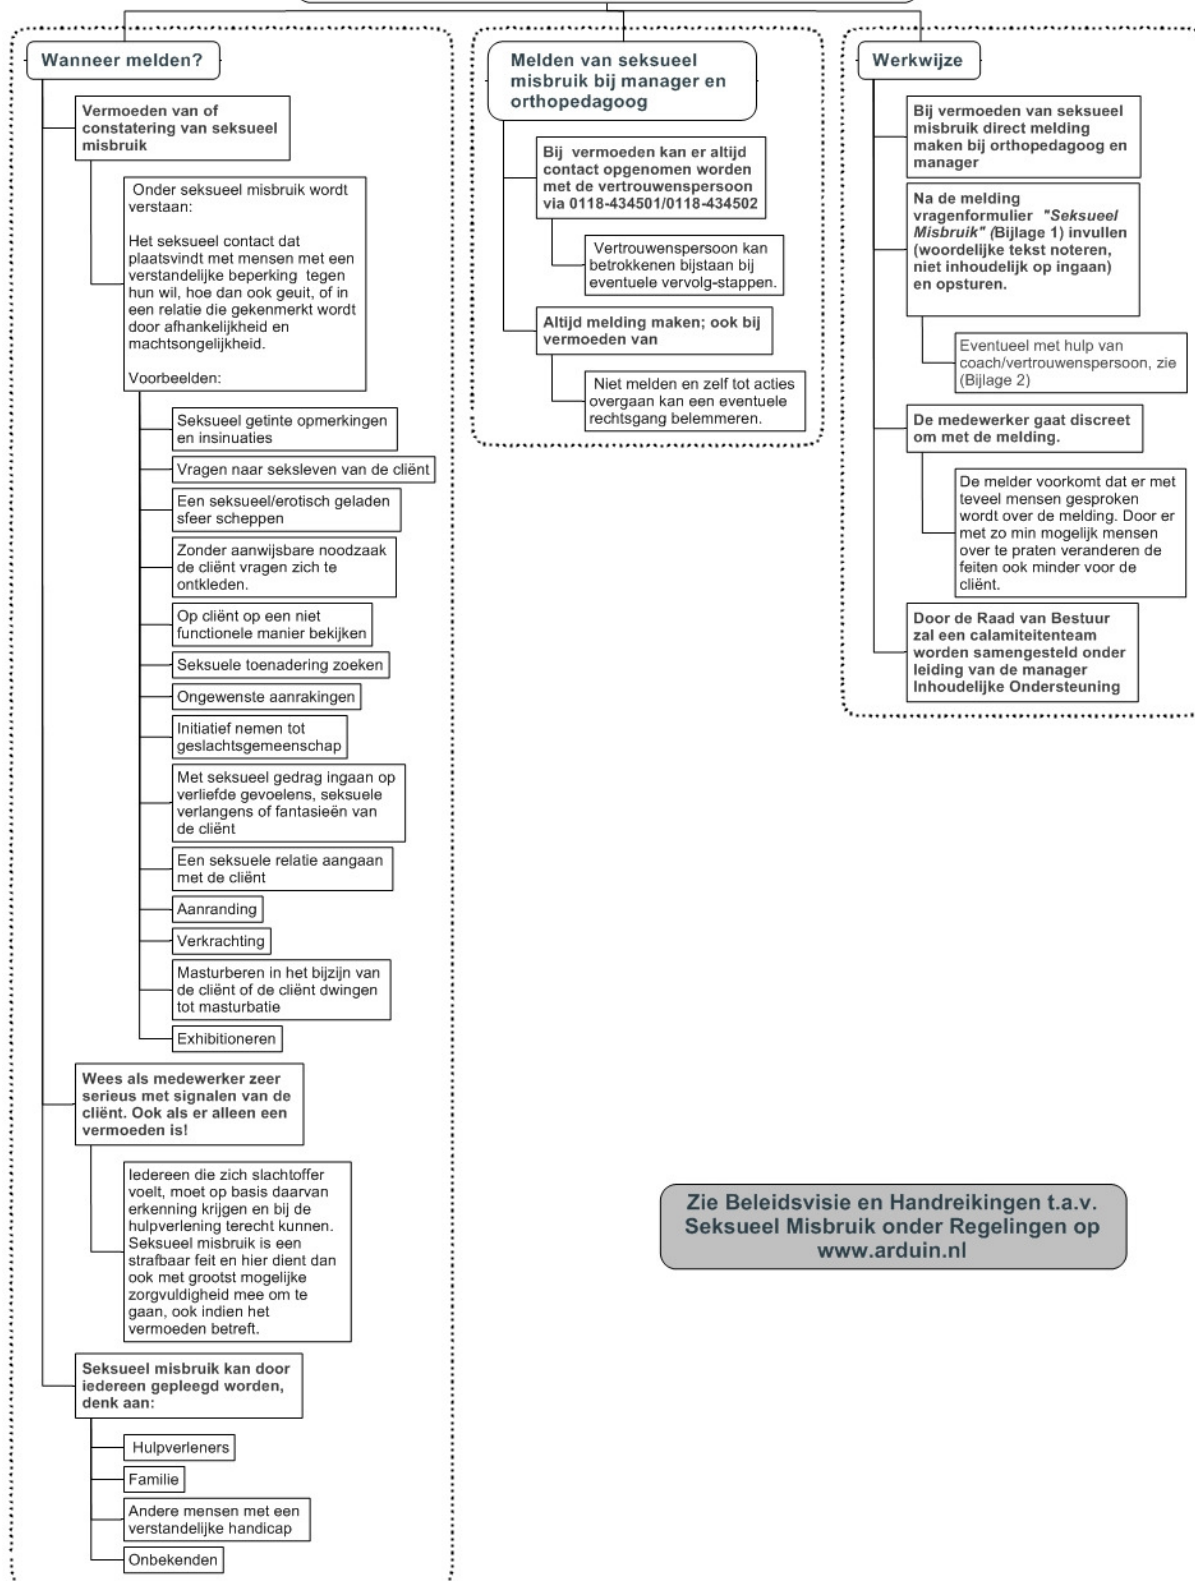 Wanneer melden?
Vermoeden van of
constatering van seksueel
misbruik
Onder seksueel misbruik wordt
verstaan:
Het seksueel contact dat
plaatsvindt met mensen met een
verstandelijke beperking tegen
hun wil, hoe dan ook geuit, of in
een relatie die gekenmerkt wordt
door afhankelijkheid en
machtsongelijkheid.
Voorbeelden:
Seksueel getinte opmerkingen
en insinuaties
Vragen naar seksleven van de cliënt
Een seksueel/erotisch geladen
sfeer scheppen
Zonder aanwijsbare noodzaak
de cliënt vragen zich te
ontkleden.
Op cliënt op een niet
functionele manier bekijken
Seksuele toenadering zoeken
Ongewenste aanrakingen
Initiatief nemen tot
geslachtsgemeenschap
Met seksueel gedrag ingaan op
verliefde gevoelens, seksuele
verlangens of fantasieën van
de cliënt
Een seksuele relatie aangaan
met de cliënt
Aanranding
Verkrachting
Masturberen in het bijzijn van
de cliënt of de cliënt dwingen
tot masturbatie
Exhibitioneren
Wees als medewerker zeer
serieus met signalen van de
cliënt. Ook als er alleen een
vermoeden is!
Iedereen die zich slachtoffer
voelt, moet op basis daarvan
erkenning krijgen en bij de
hulpverlening terecht kunnen.
Seksueel misbruik is een
strafbaar feit en hier dient dan
ook met grootst mogelijke
zorgvuldigheid mee om te
gaan, ook indien het
vermoeden betreft.
Seksueel misbruik kan door
iedereen gepleegd worden,
denk aan:
Hulpverleners
Familie
Andere mensen met een
verstandelijke handicap
Onbekenden
Melden van seksueel
misbruik bij manager en
orthopedagoog
Bij vermoeden kan er altijd
contact opgenomen worden
met de vertrouwenspersoon
via 0118-434501/0118-434502
Vertrouwenspersoon kan
betrokkenen bijstaan bij
eventuele vervolg-stappen.
Altijd melding maken; ook bij
vermoeden van
Niet melden en zelf tot acties
overgaan kan een eventuele
rechtsgang belemmeren.
Werkwijze
Bij vermoeden van seksueel
misbruik direct melding
maken bij orthopedagoog en
manager
Na de melding
vragenformulier "Seksueel
Misbruik" (Bijlage 1) invullen
(woordelijke tekst noteren,
niet inhoudelijk op ingaan)
en opsturen.
Eventueel met hulp van
coach/vertrouwenspersoon, zie
(Bijlage 2)
De medewerker gaat discreet
om met de melding.
De melder voorkomt dat er met
teveel mensen gesproken
wordt over de melding. Door er
met zo min mogelijk mensen
over te praten veranderen de
feiten ook minder voor de
cliënt.
Door de Raad van Bestuur
zal een calamiteitenteam
worden samengesteld onder
leiding van de manager
Inhoudelijke Ondersteuning
Zie Beleidsvisie en Handreikingen t.a.v.
Seksueel Misbruik onder Regelingen op
www.arduin.nl